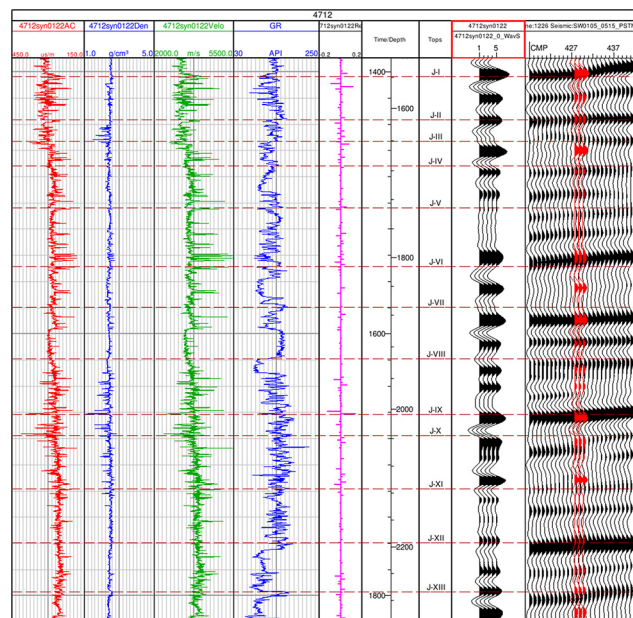 4712
4712syn0122AC 4712syn0122Den 4712syn0122Velo GR 712syn0122Re Time/Depth Tops 4712syn0122 ne:1226 Seismic:SW0105_0515_PSTM
4712syn0122_0_WavS
450.0 us/m 150.0 1.0 g/cm³ 5.0 2000.0 m/s 5500.0 30 API 250 -0.2 0.2 1 5 CMP 427 437
1400 J-I
1600
J-II
J-III
J-IV
J-V
1800 J-VI
J-VII
1600
J-VIII
2000 J-IX
J-X
J-XI
J-XII
2200
J-XIII
1800